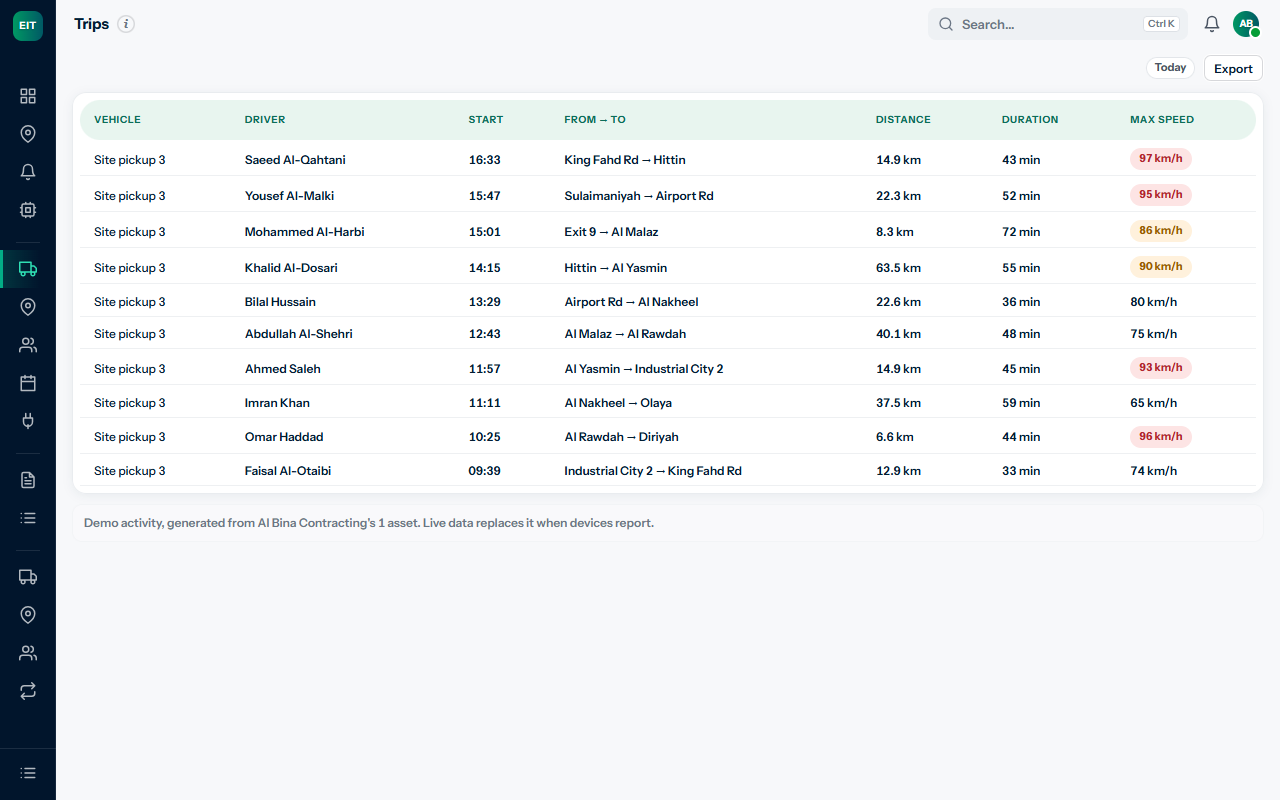 EIT
Trips i Search... Ctrl K AB
Today Export
VEHICLE DRIVER START FROM → TO DISTANCE DURATION MAX SPEED
Site pickup 3 Saeed Al-Qahtani 16:33 King Fahd Rd → Hittin 14.9 km 43 min 97 km/h
Site pickup 3 Yousef Al-Malki 15:47 Sulaimaniyah → Airport Rd 22.3 km 52 min 95 km/h
Site pickup 3 Mohammed Al-Harbi 15:01 Exit 9 → Al Malaz 8.3 km 72 min 86 km/h
Site pickup 3 Khalid Al-Dosari 14:15 Hittin → Al Yasmin 63.5 km 55 min 90 km/h
Site pickup 3 Bilal Hussain 13:29 Airport Rd → Al Nakheel 22.6 km 36 min 80 km/h
Site pickup 3 Abdullah Al-Shehri 12:43 Al Malaz → Al Rawdah 40.1 km 48 min 75 km/h
Site pickup 3 Ahmed Saleh 11:57 Al Yasmin → Industrial City 2 14.9 km 45 min 93 km/h
Site pickup 3 Imran Khan 11:11 Al Nakheel → Olaya 37.5 km 59 min 65 km/h
Site pickup 3 Omar Haddad 10:25 Al Rawdah → Diriyah 6.6 km 44 min 96 km/h
Site pickup 3 Faisal Al-Otaibi 09:39 Industrial City 2 → King Fahd Rd 12.9 km 33 min 74 km/h
Demo activity, generated from Al Bina Contracting's 1 asset. Live data replaces it when devices report.